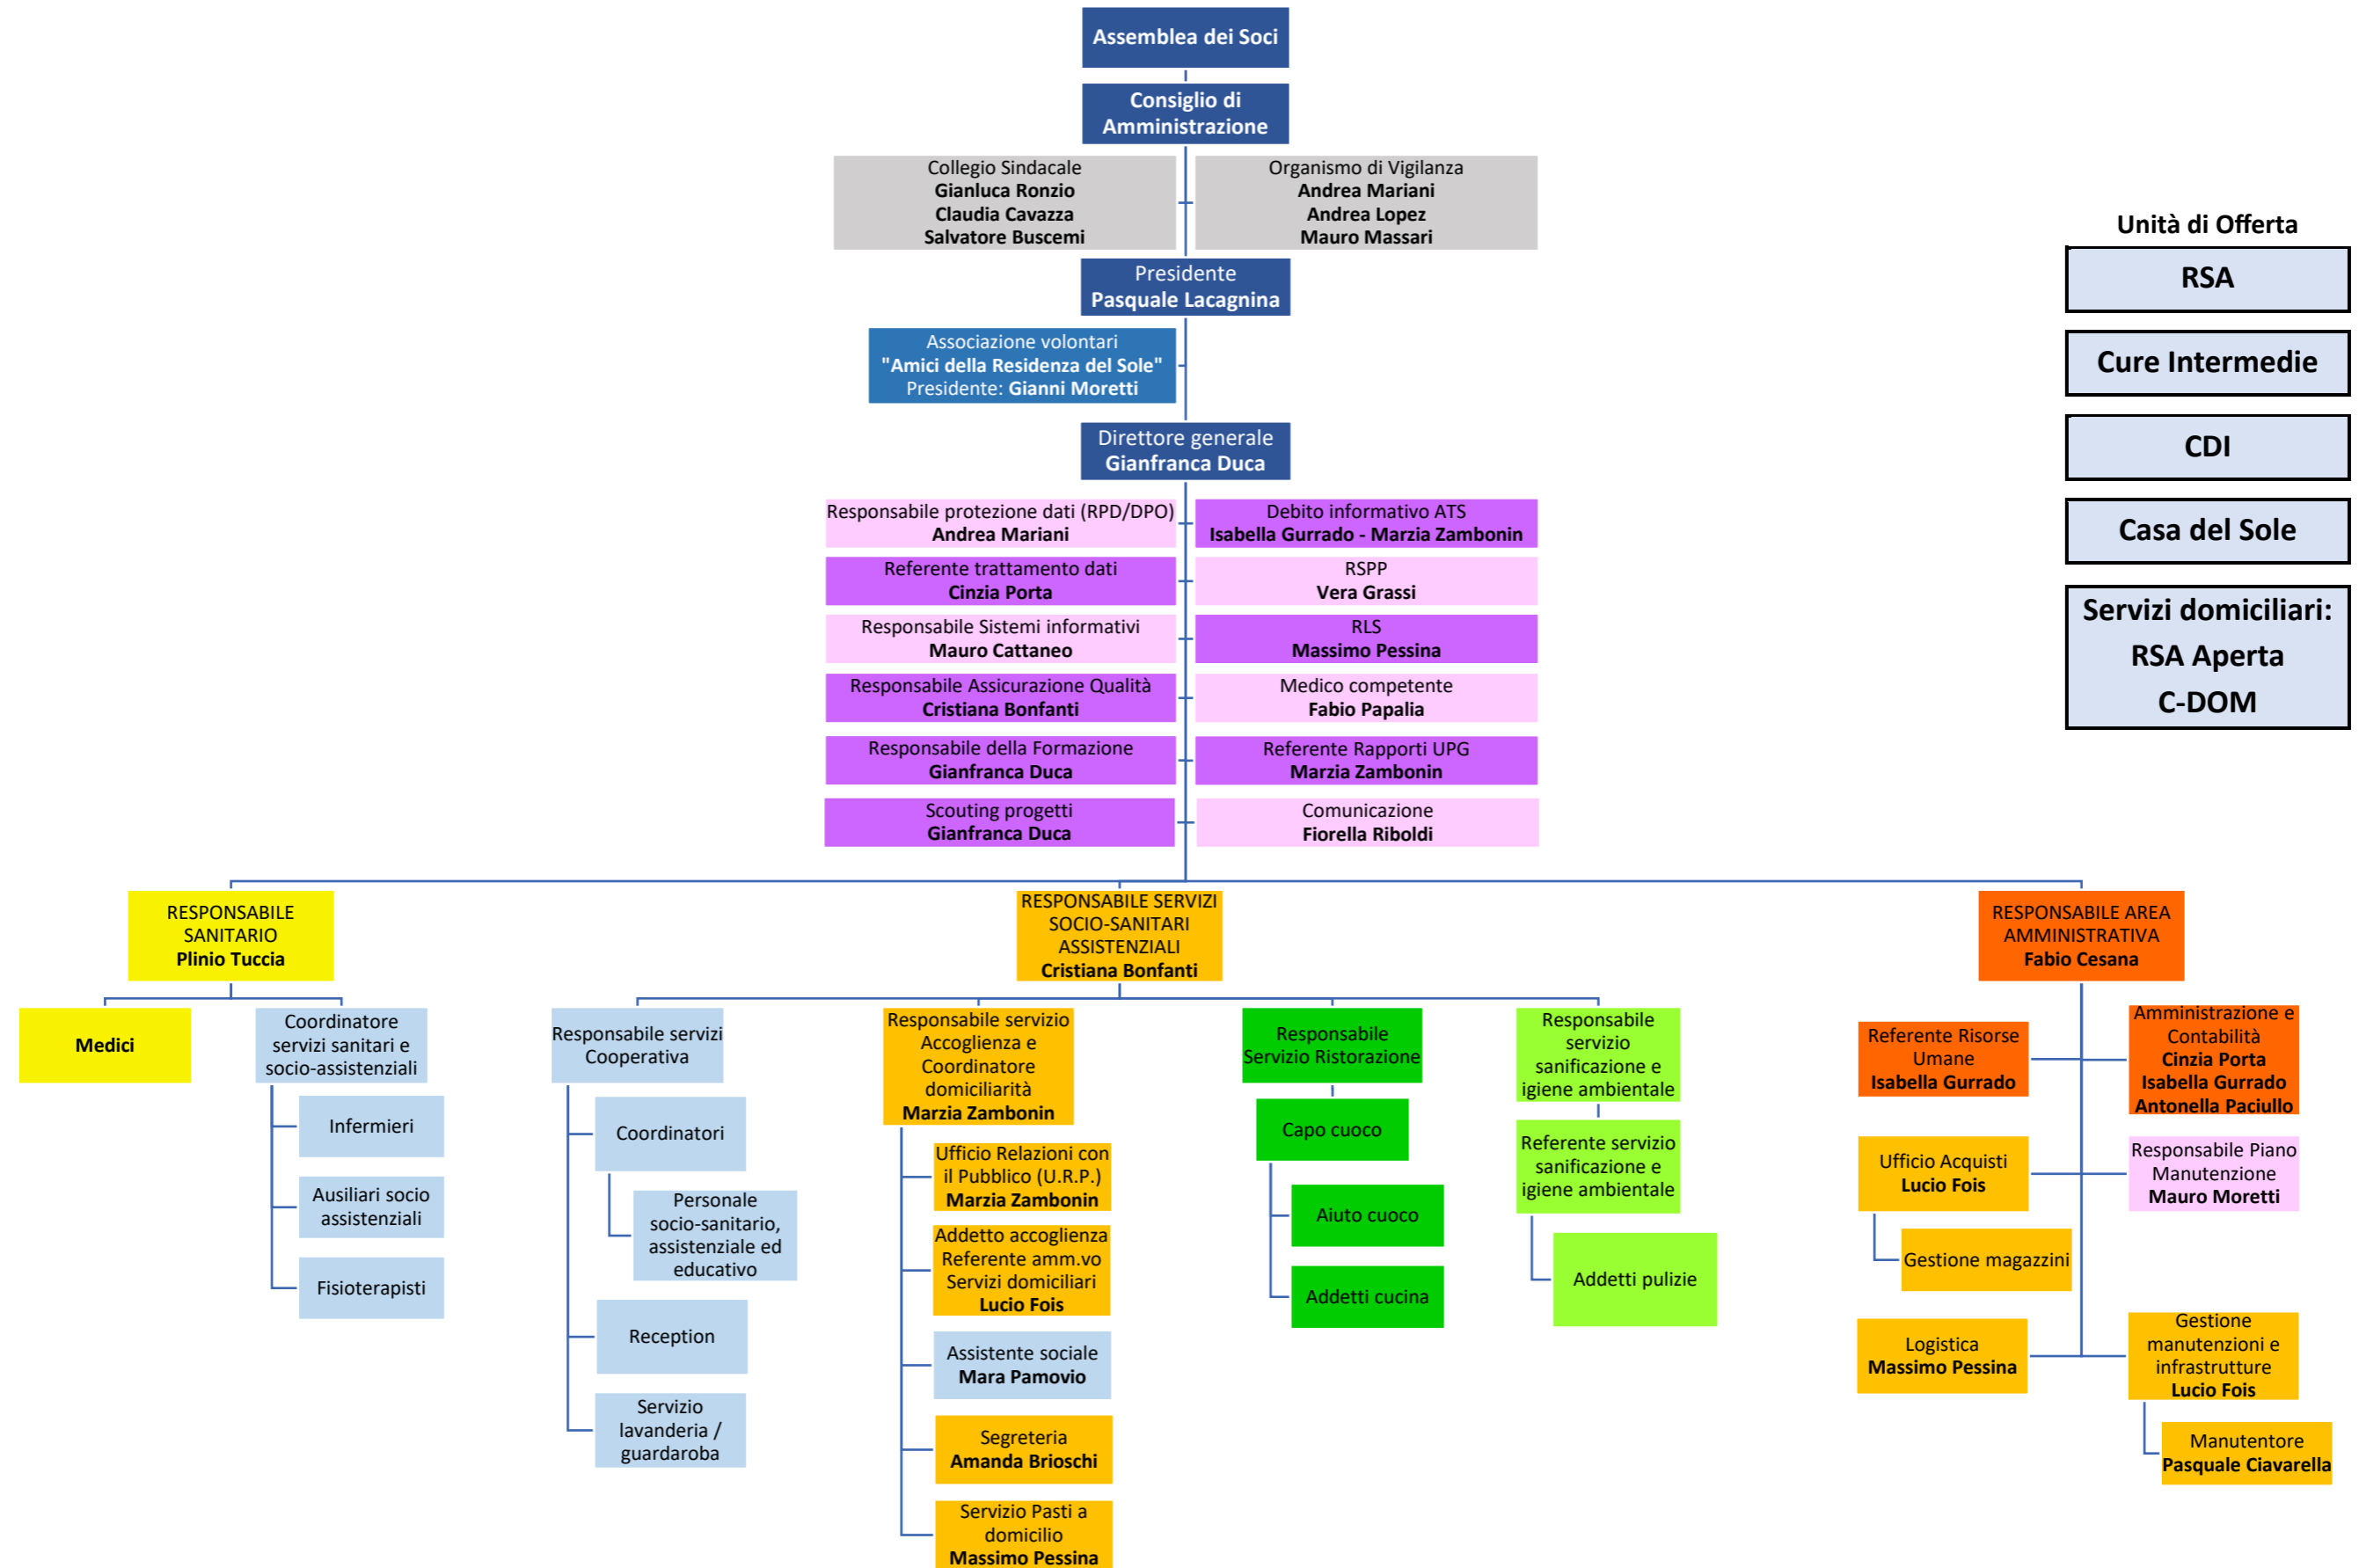 Assemblea dei Soci
Consiglio di
Amministrazione
Collegio Sindacale
Gianluca Ronzio
Claudia Cavazza
Salvatore Buscemi
Organismo di Vigilanza
Andrea Mariani
Andrea Lopez
Mauro Massari
Presidente
Pasquale Lacagnina
Associazione volontari
"Amici della Residenza del Sole"
Presidente: Gianni Moretti
Direttore generale
Gianfranca Duca
Responsabile protezione dati (RPD/DPO)
Andrea Mariani
Debito informativo ATS
Isabella Gurrado - Marzia Zambonin
Referente trattamento dati
Cinzia Porta
RSPP
Vera Grassi
Responsabile Sistemi informativi
Mauro Cattaneo
RLS
Massimo Pessina
Responsabile Assicurazione Qualità
Cristiana Bonfanti
Medico competente
Fabio Papalia
Responsabile della Formazione
Gianfranca Duca
Referente Rapporti UPG
Marzia Zambonin
Scouting progetti
Gianfranca Duca
Comunicazione
Fiorella Riboldi
Unità di Offerta
RSA
Cure Intermedie
CDI
Casa del Sole
Servizi domiciliari:
RSA Aperta
C-DOM
RESPONSABILE
SANITARIO
Plinio Tuccia
Medici
Coordinatore
servizi sanitari e
socio-assistenziali
Infermieri
Ausiliari socio
assistenziali
Fisioterapisti
RESPONSABILE SERVIZI
SOCIO-SANITARI
ASSISTENZIALI
Cristiana Bonfanti
Responsabile servizi
Cooperativa
Coordinatori
Personale
socio-sanitario,
assistenziale ed
educativo
Reception
Servizio
lavanderia /
guardaroba
Responsabile servizio
Accoglienza e
Coordinatore
domiciliarità
Marzia Zambonin
Ufficio Relazioni con
il Pubblico (U.R.P.)
Marzia Zambonin
Addetto accoglienza
Referente amm.vo
Servizi domiciliari
Lucio Fois
Assistente sociale
Mara Pamovio
Segreteria
Amanda Brioschi
Servizio Pasti a
domicilio
Massimo Pessina
Responsabile
Servizio Ristorazione
Capo cuoco
Aiuto cuoco
Addetti cucina
Responsabile
servizio
sanificazione e
igiene ambientale
Referente servizio
sanificazione e
igiene ambientale
Addetti pulizie
RESPONSABILE AREA
AMMINISTRATIVA
Fabio Cesana
Referente Risorse
Umane
Isabella Gurrado
Amministrazione e
Contabilità
Cinzia Porta
Isabella Gurrado
Antonella Paciullo
Ufficio Acquisti
Lucio Fois
Responsabile Piano
Manutenzione
Mauro Moretti
Gestione magazzini
Logistica
Massimo Pessina
Gestione
manutenzioni e
infrastrutture
Lucio Fois
Manutentore
Pasquale Ciavarella